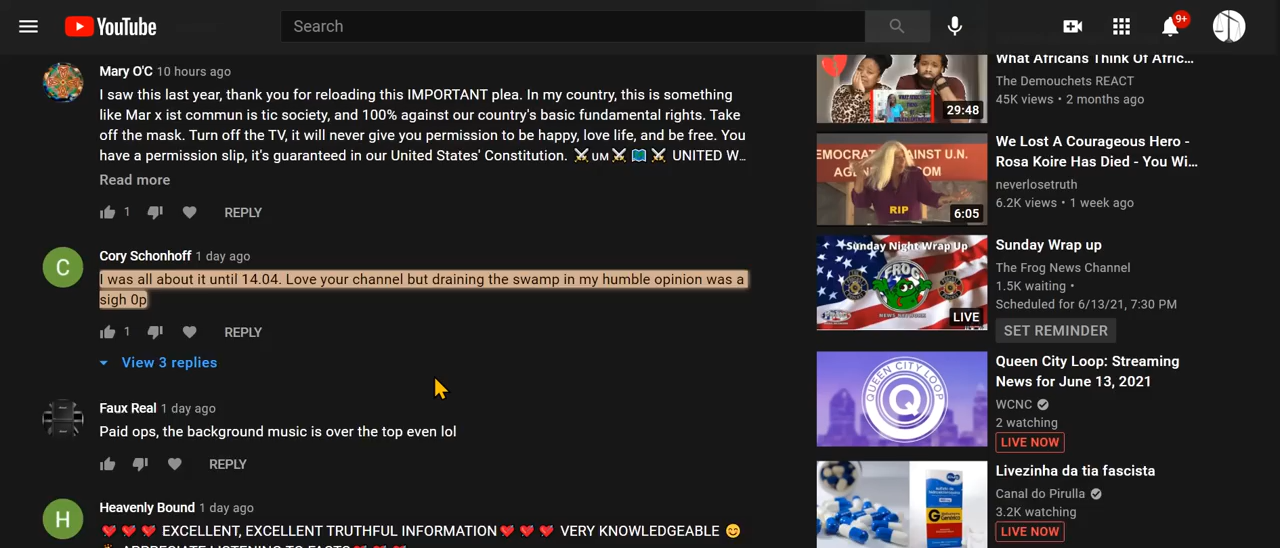 YouTube
Search
9+
Mary O'C 10 hours ago
I saw this last year, thank you for reloading this IMPORTANT plea. In my country, this is something
like Mar x ist commun is tic society, and 100% against our country's basic fundamental rights. Take
off the mask. Turn off the TV, it will never give you permission to be happy, love life, and be free. You
have a permission slip, it's guaranteed in our United States' Constitution. ⚔️ UM ⚔️ 🗺️ ⚔️ UNITED W…
Read more
1 REPLY
C
Cory Schonhoff 1 day ago
I was all about it until 14.04. Love your channel but draining the swamp in my humble opinion was a
sigh 0p
1 REPLY
View 3 replies
Faux Real 1 day ago
Paid ops, the background music is over the top even lol
REPLY
H
Heavenly Bound 1 day ago
❤️ ❤️ ❤️ EXCELLENT, EXCELLENT TRUTHFUL INFORMATION ❤️ ❤️ ❤️ VERY KNOWLEDGEABLE 😊
APPRECIATE LISTENING TO FACTS
29:48
What Africans Think Of Afric…
The Demouchets REACT
45K views • 2 months ago
RIP
6:05
We Lost A Courageous Hero -
Rosa Koire Has Died - You Wi…
neverlosetruth
6.2K views • 1 week ago
Sunday Night Wrap Up
FROG
LIVE
Sunday Wrap up
The Frog News Channel
1.5K waiting •
Scheduled for 6/13/21, 7:30 PM
SET REMINDER
QUEEN CITY LOOP
Queen City Loop: Streaming
News for June 13, 2021
WCNC
2 watching
LIVE NOW
Livezinha da tia fascista
Canal do Pirulla
3.2K watching
LIVE NOW